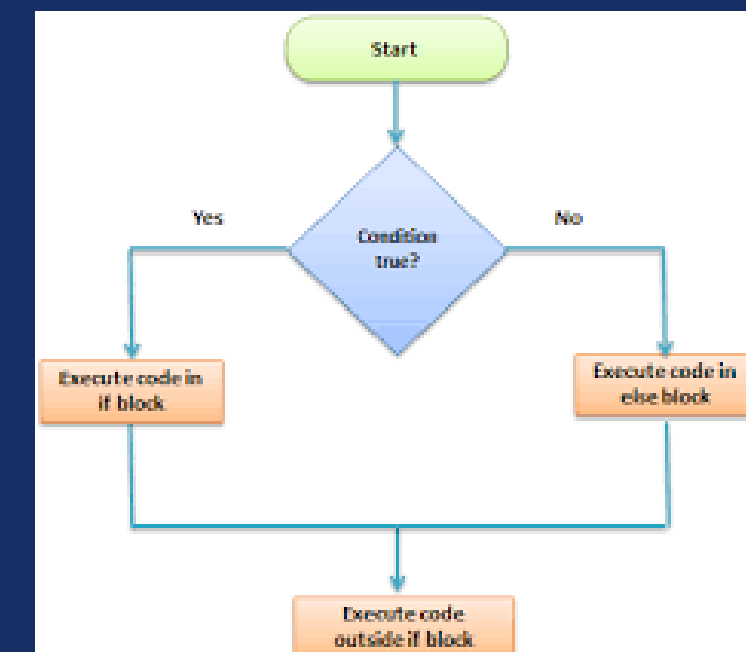 Start
Yes
No
Condition
true?
Execute code in
if block
Execute code in
else block
Execute code
outside if block